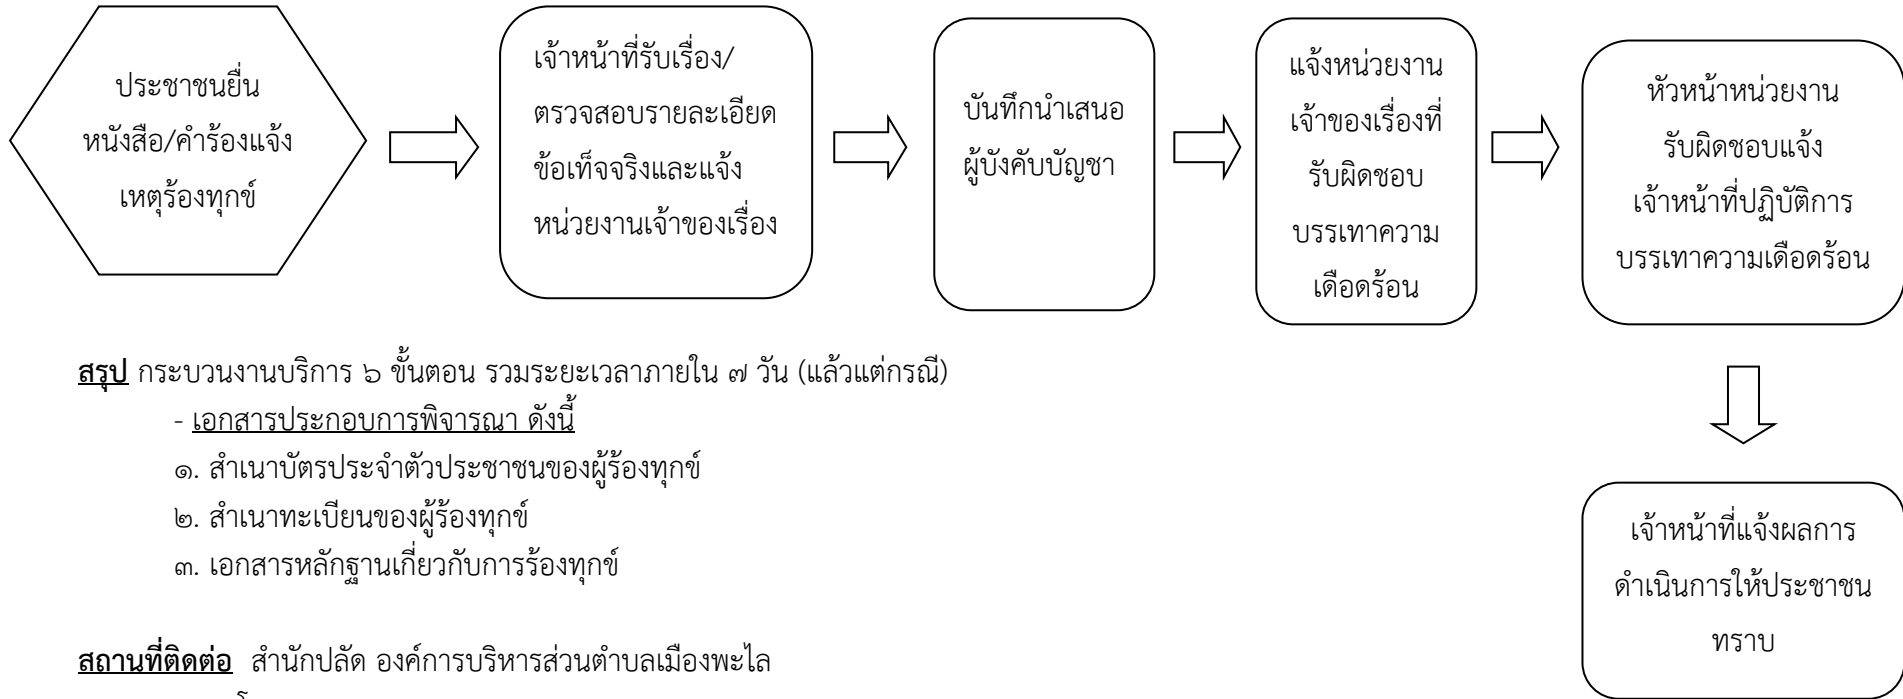 ประชาชนยื่น
หนังสือ/คำร้องแจ้ง
เหตุร้องทุกข์
เจ้าหน้าที่รับเรื่อง/
ตรวจสอบรายละเอียด
ข้อเท็จจริงและแจ้ง
หน่วยงานเจ้าของเรื่อง
บันทึกนำเสนอ
ผู้บังคับบัญชา
แจ้งหน่วยงาน
เจ้าของเรื่องที่
รับผิดชอบ
บรรเทาความ
เดือดร้อน
หัวหน้าหน่วยงาน
รับผิดชอบแจ้ง
เจ้าหน้าที่ปฏิบัติการ
บรรเทาความเดือดร้อน
เจ้าหน้าที่แจ้งผลการ
ดำเนินการให้ประชาชน
ทราบ
สรุป กระบวนงานบริการ ๖ ขั้นตอน รวมระยะเวลาภายใน ๗ วัน (แล้วแต่กรณี)
- เอกสารประกอบการพิจารณา ดังนี้
๑. สำเนาบัตรประจำตัวประชาชนของผู้ร้องทุกข์
๒. สำเนาทะเบียนของผู้ร้องทุกข์
๓. เอกสารหลักฐานเกี่ยวกับการร้องทุกข์
สถานที่ติดต่อ สำนักปลัด องค์การบริหารส่วนตำบลเมืองพะไล